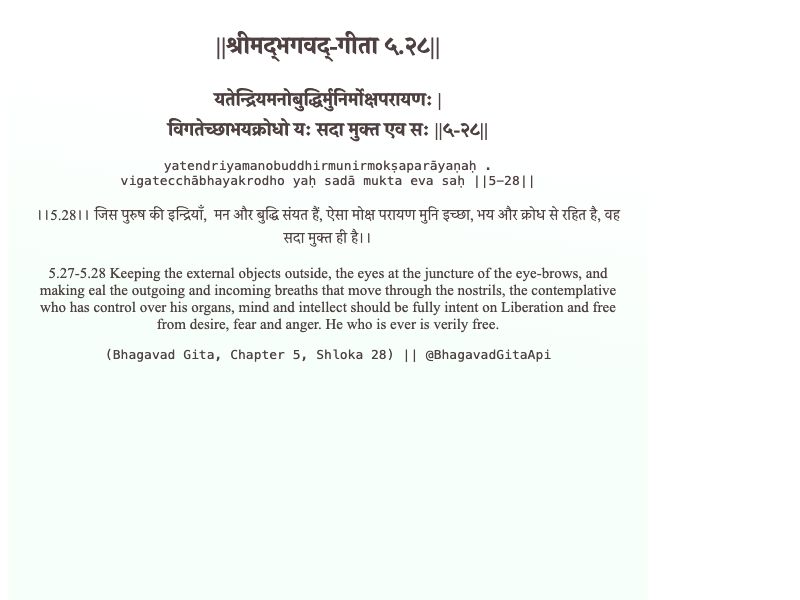 ||श्रीमद्‍भगवद्‍-गीता ५.२८||
यतेन्द्रियमनोबुद्धिर्मुनिर्मोक्षपरायणः |
विगतेच्छाभयक्रोधो यः सदा मुक्त एव सः ||५-२८||
yatendriyamanobuddhirmunirmokṣaparāyaṇaḥ .
vigatecchābhayakrodho yaḥ sadā mukta eva saḥ ||5-28||
।।5.28।। जिस पुरुष की इन्द्रियाँ, मन और बुद्धि संयत हैं, ऐसा मोक्ष परायण मुनि इच्छा, भय और क्रोध से रहित है, वह
सदा मुक्त ही है।।
5.27-5.28 Keeping the external objects outside, the eyes at the juncture of the eye-brows, and
making eal the outgoing and incoming breaths that move through the nostrils, the contemplative
who has control over his organs, mind and intellect should be fully intent on Liberation and free
from desire, fear and anger. He who is ever is verily free.
(Bhagavad Gita, Chapter 5, Shloka 28) || @BhagavadGitaApi